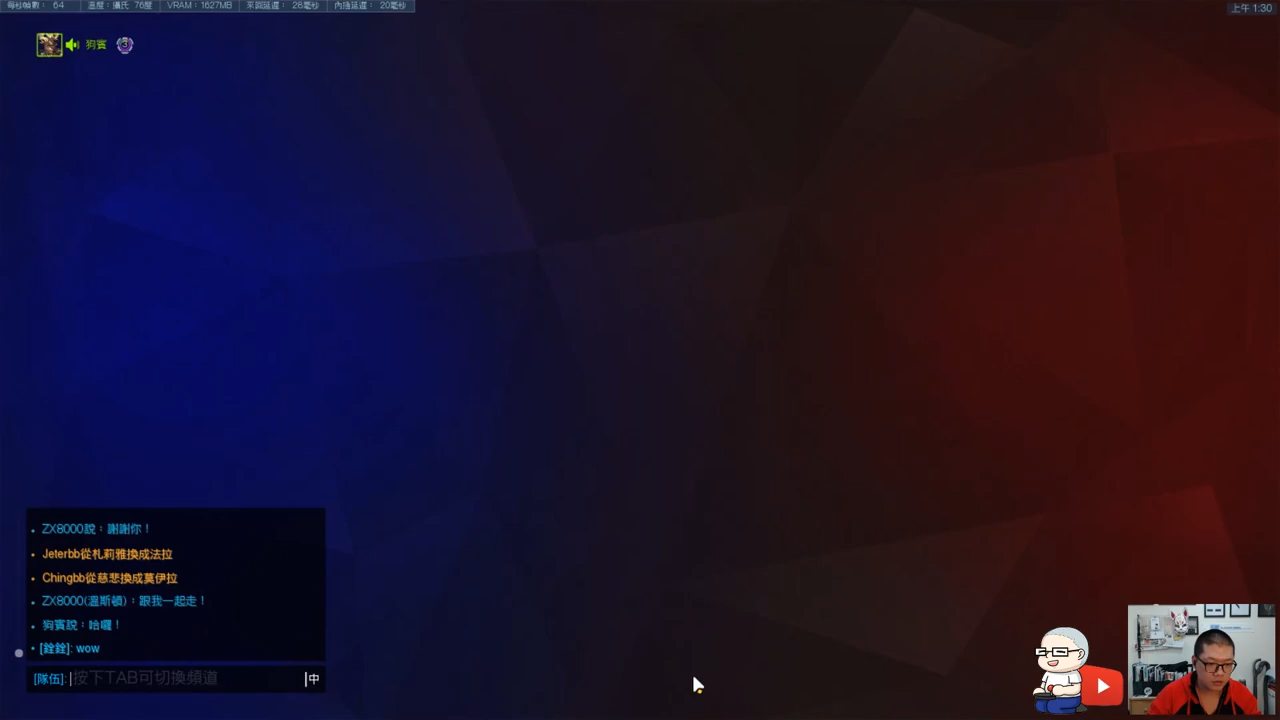 每秒幀數： 64 溫度：攝氏 76度 VRAM：1627MB 來回延遲： 26毫秒 內插延遲： 20毫秒
上午 1:30
狗賓 3
ZX8000說：謝謝你！
Jeterbb從札莉雅換成法拉
Chingbb從慈悲換成莫伊拉
ZX8000(溫斯頓)：跟我一起走！
狗賓說：哈囉！
[銓銓]: wow
[隊伍]: 按下TAB可切換頻道 中